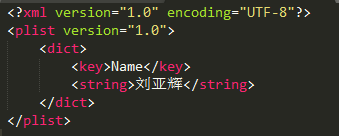 <?xml version="1.0" encoding="UTF-8"?>
<plist version="1.0">
    <dict>
        <key>Name</key>
        <string>刘亚辉</string>
    </dict>
</plist>